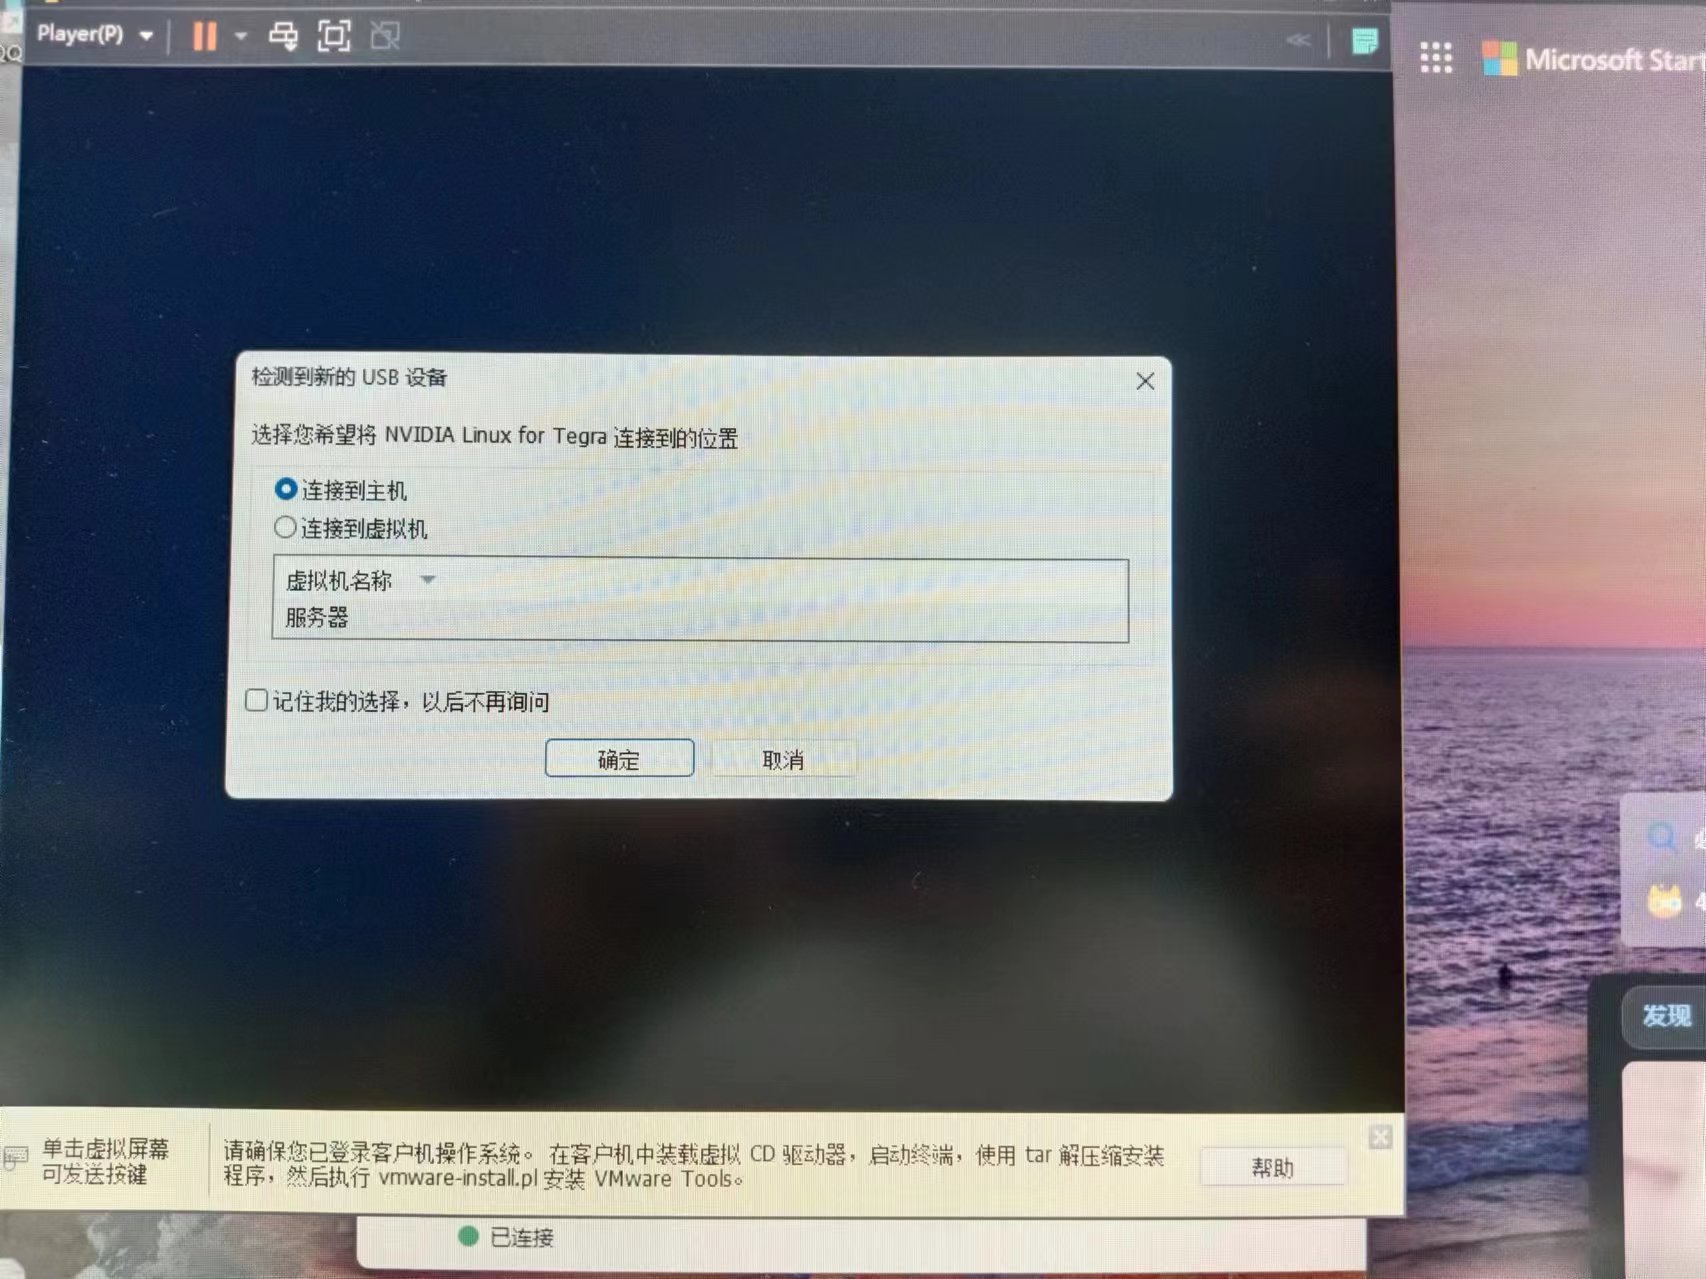 Player(P)
QQ
Microsoft Start
检测到新的 USB 设备
选择您希望将 NVIDIA Linux for Tegra 连接到的位置
连接到主机
连接到虚拟机
虚拟机名称
服务器
记住我的选择，以后不再询问
确定
取消
4
发现
单击虚拟屏幕
可发送按键
请确保您已登录客户机操作系统。在客户机中装载虚拟 CD 驱动器，启动终端，使用 tar 解压缩安装
程序，然后执行 vmware-install.pl 安装 VMware Tools。
帮助
已连接